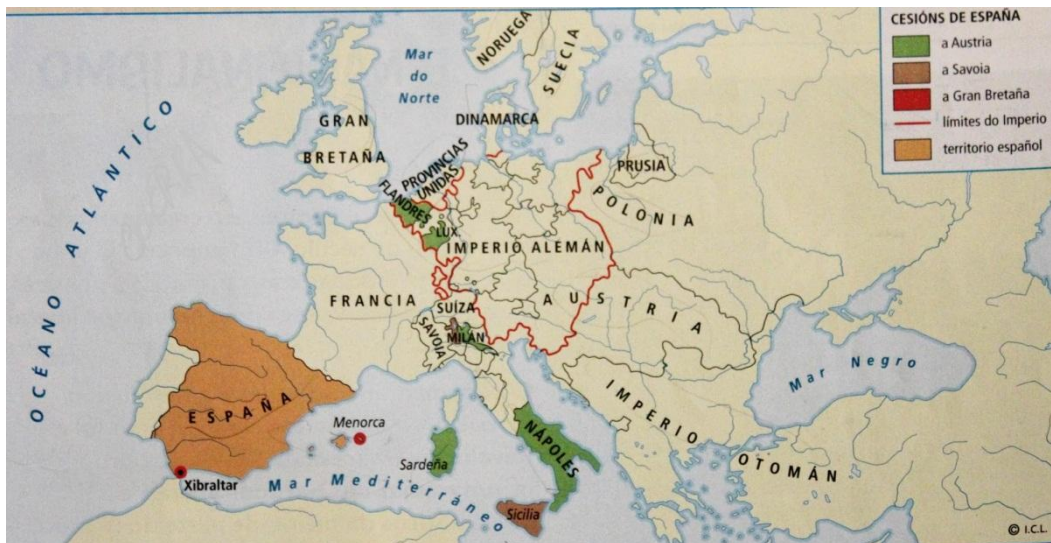 CESIÓNS DE ESPAÑA
a Austria
a Savoia
a Gran Bretaña
límites do Imperio
territorio español
NORUEGA
SUECIA
Mar
do
Norte
GRAN
BRETAÑA
DINAMARCA
PRUSIA
PROVINCIAS
UNIDAS
FLANDRES
POLONIA
LUX.
IMPERIO ALEMÁN
OCÉANO ATLÁNTICO
FRANCIA
SUÍZA
AUSTRIA
SAVOIA
MILÁN
Mar Negro
ESPAÑA
Menorca
IMPERIO
OTOMÁN
NÁPOLES
Sardeña
Xibraltar
Mar Mediterráneo
Sicilia
© I.C.L.